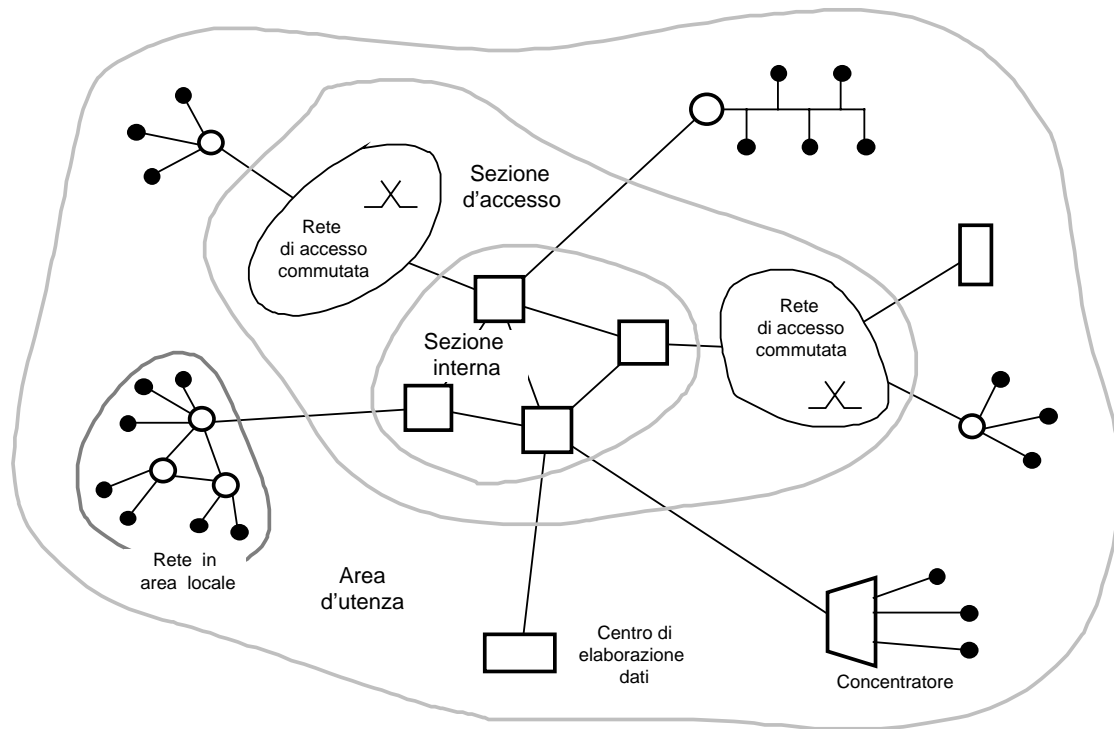 Sezione
d'accesso
Rete
di accesso
commutata
Sezione
interna
Rete
di accesso
commutata
Rete in
area locale
Area
d'utenza
Centro di
elaborazione
dati
Concentratore